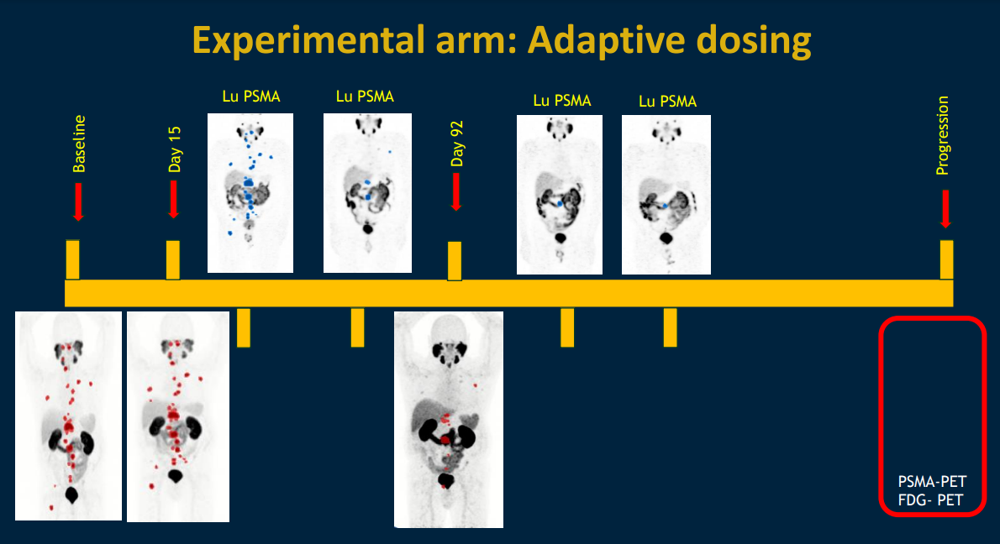 Experimental arm: Adaptive dosing
Baseline
Day 15
Lu PSMA
Lu PSMA
Day 92
Lu PSMA
Lu PSMA
Progression
PSMA-PET
FDG- PET